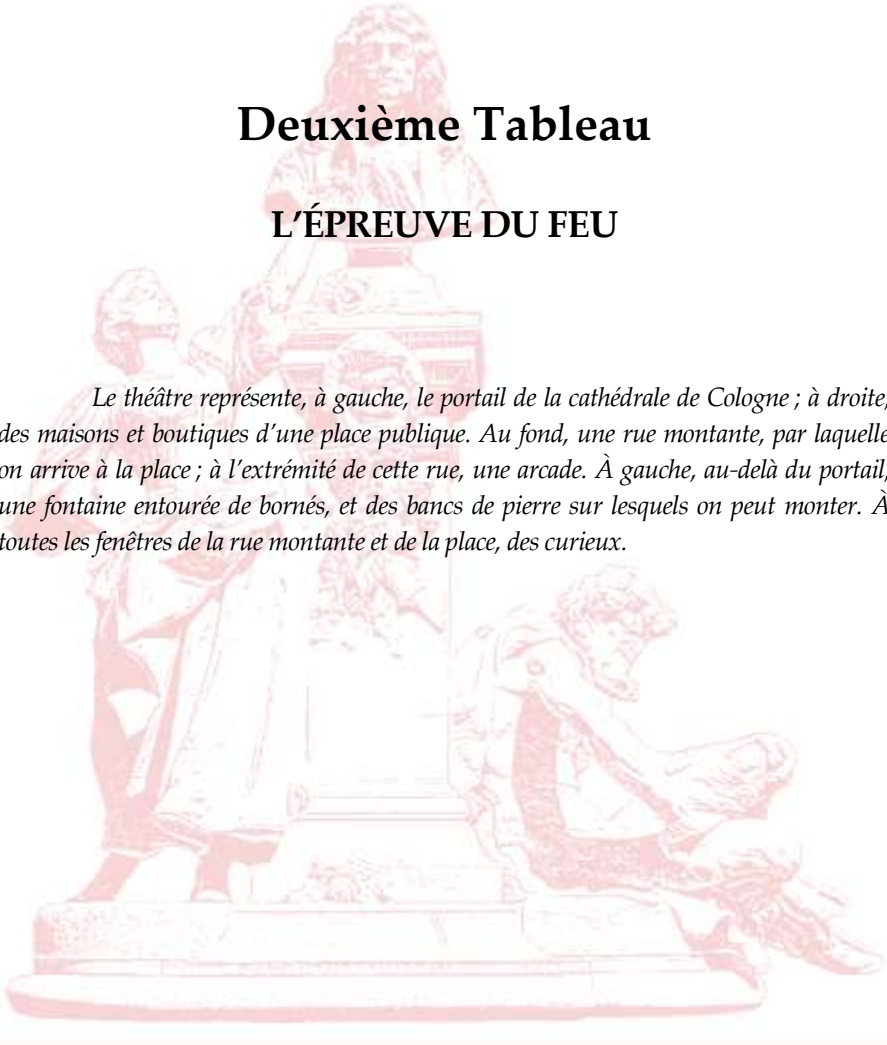 Deuxième Tableau
L’ÉPREUVE DU FEU
Le théâtre représente, à gauche, le portail de la cathédrale de Cologne ; à droite,
des maisons et boutiques d’une place publique. Au fond, une rue montante, par laquelle
on arrive à la place ; à l’extrémité de cette rue, une arcade. À gauche, au-delà du portail,
une fontaine entourée de bornés, et des bancs de pierre sur lesquels on peut monter. À
toutes les fenêtres de la rue montante et de la place, des curieux.